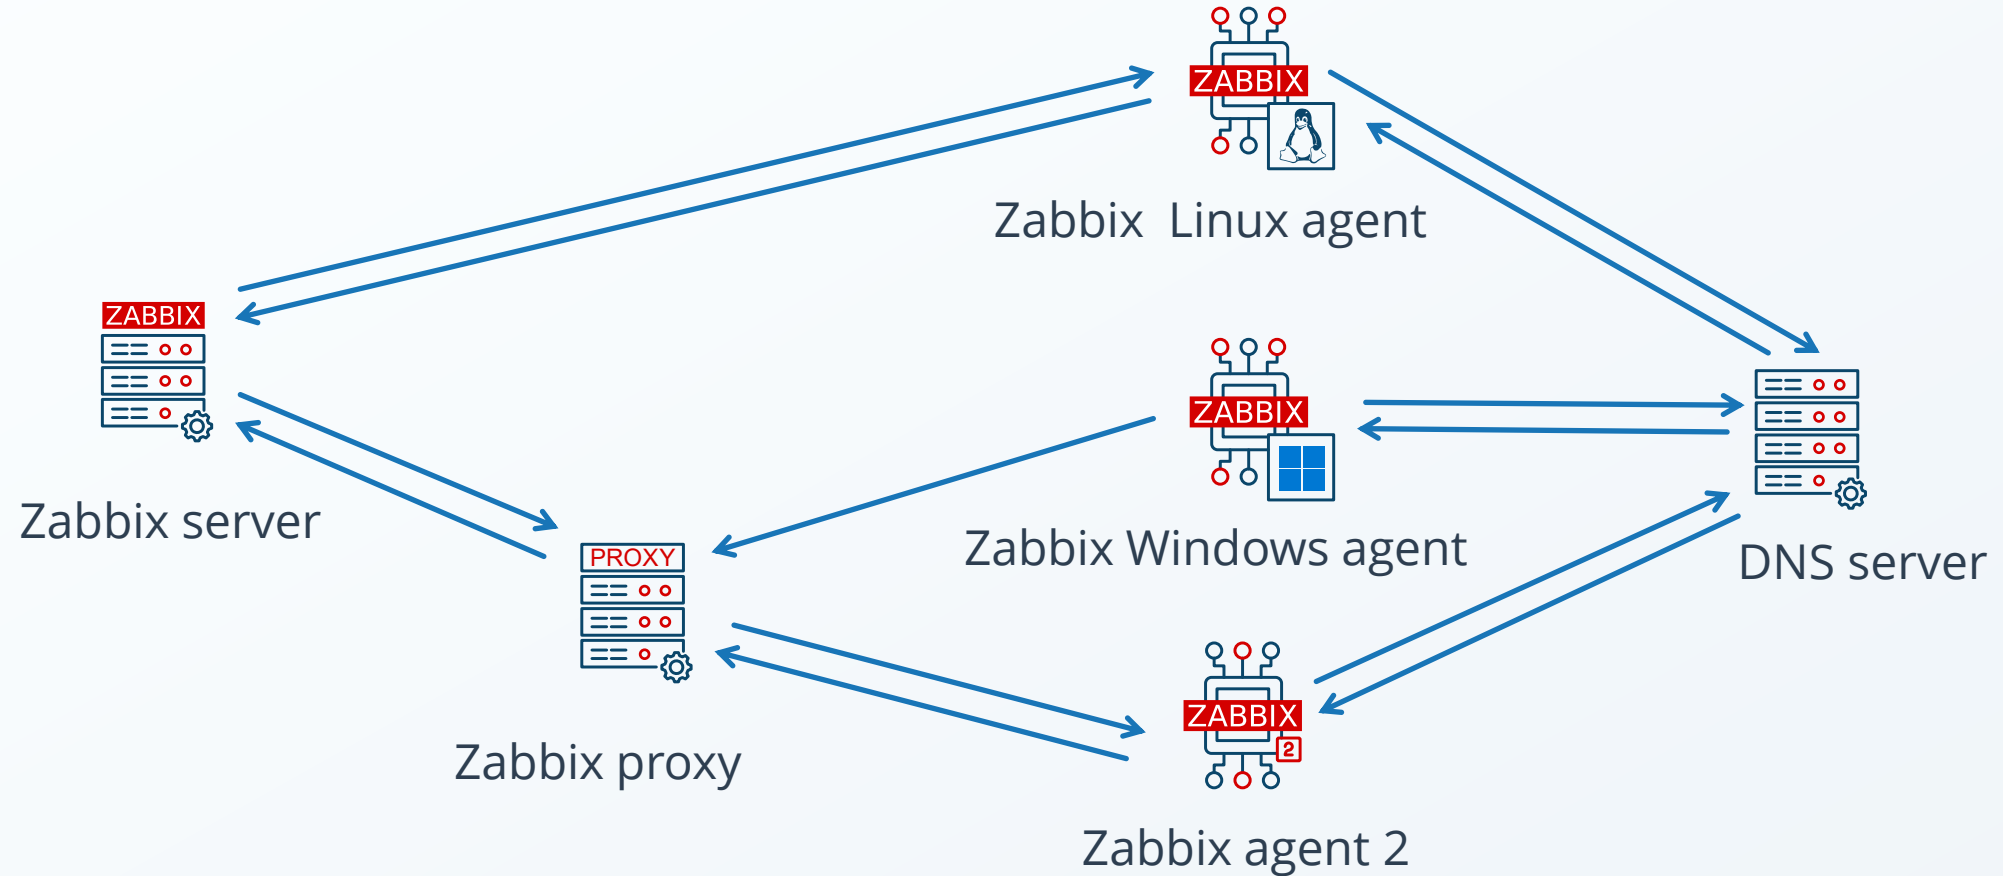 ZABBIX
Zabbix Linux agent
ZABBIX
Zabbix server
ZABBIX
Zabbix Windows agent
DNS server
PROXY
Zabbix proxy
ZABBIX
2
Zabbix agent 2